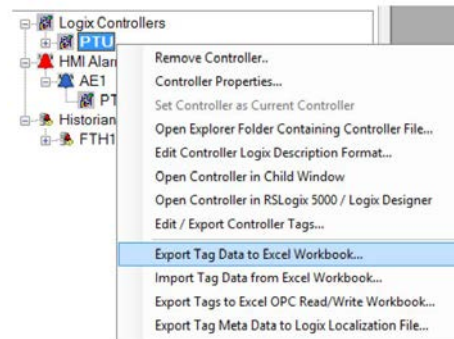 Logix Controllers
PTU
HMI Alar
AE1
PT
Historian
FTH1
Remove Controller..
Controller Properties...
Set Controller as Current Controller
Open Explorer Folder Containing Controller File...
Edit Controller Logix Description Format...
Open Controller in Child Window
Open Controller in RSLogix 5000 / Logix Designer
Edit / Export Controller Tags...
Export Tag Data to Excel Workbook...
Import Tag Data from Excel Workbook...
Export Tags to Excel OPC Read/Write Workbook...
Export Tag Meta Data to Logix Localization File...